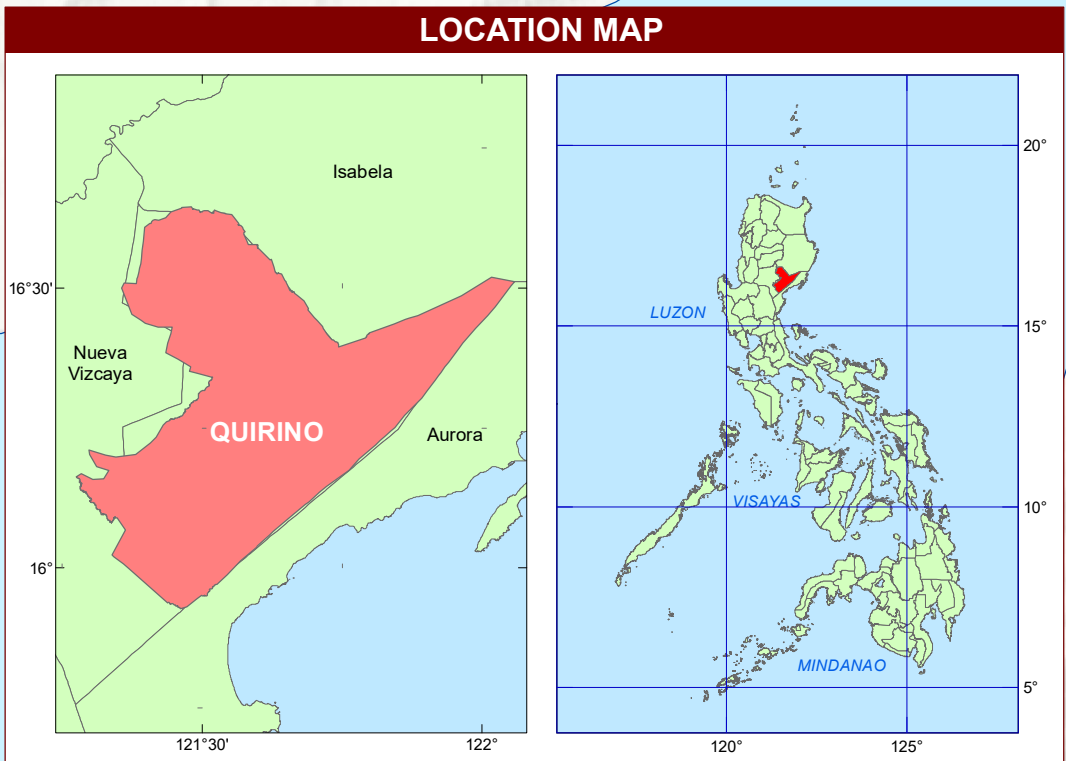 LOCATION MAP
Isabela
16°30'
Nueva
Vizcaya
QUIRINO
Aurora
16°
121°30'
122°
20°
LUZON
15°
VISAYAS
10°
MINDANAO
5°
120°
125°